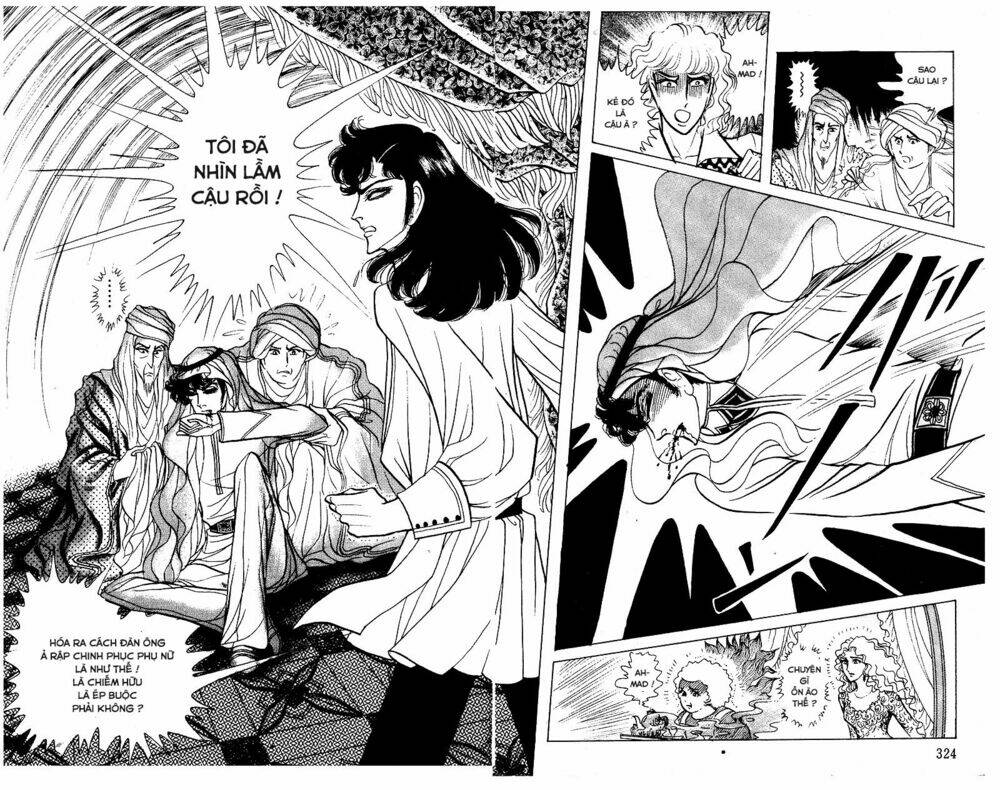 AH-
MAD !
KẺ ĐÓ
LÀ
CẬU À ?
SAO
CẬU LẠI ?
AH-
MAD
CHUYỆN
GÌ
ỒN ÀO
THẾ ?
324
TÔI ĐÃ
NHÌN LẦM
CẬU RỒI !
HÓA RA CÁCH ĐÀN ÔNG
Ả RẬP CHINH PHỤC PHỤ NỮ
LÀ NHƯ THẾ !
LÀ CHIẾM HỮU
LÀ ÉP BUỘC
PHẢI KHÔNG ?